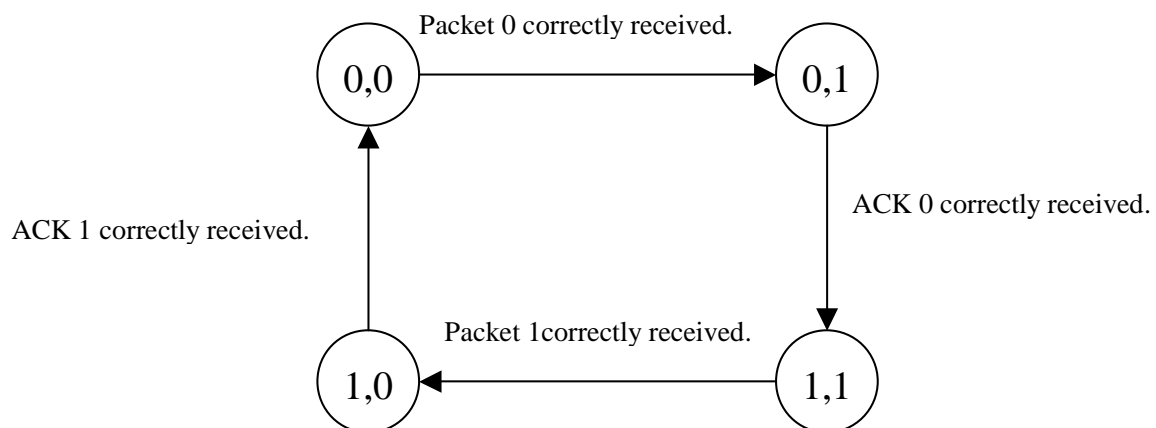 Packet 0 correctly received.
0,0
0,1
ACK 1 correctly received.
ACK 0 correctly received.
Packet 1correctly received.
1,0
1,1